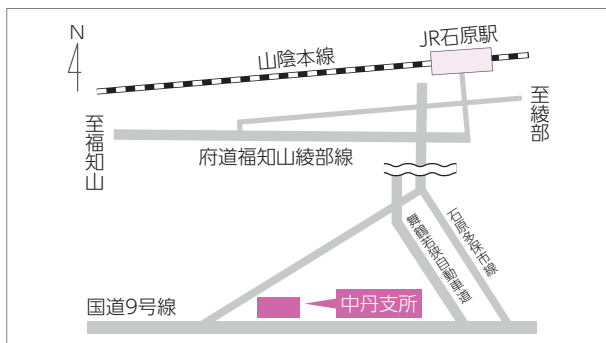 N
JR石原駅
山陰本線
至綾部
至福知山
府道福知山綾部線
石原多保市線
舞鶴若狭自動車道
国道9号線
中丹支所